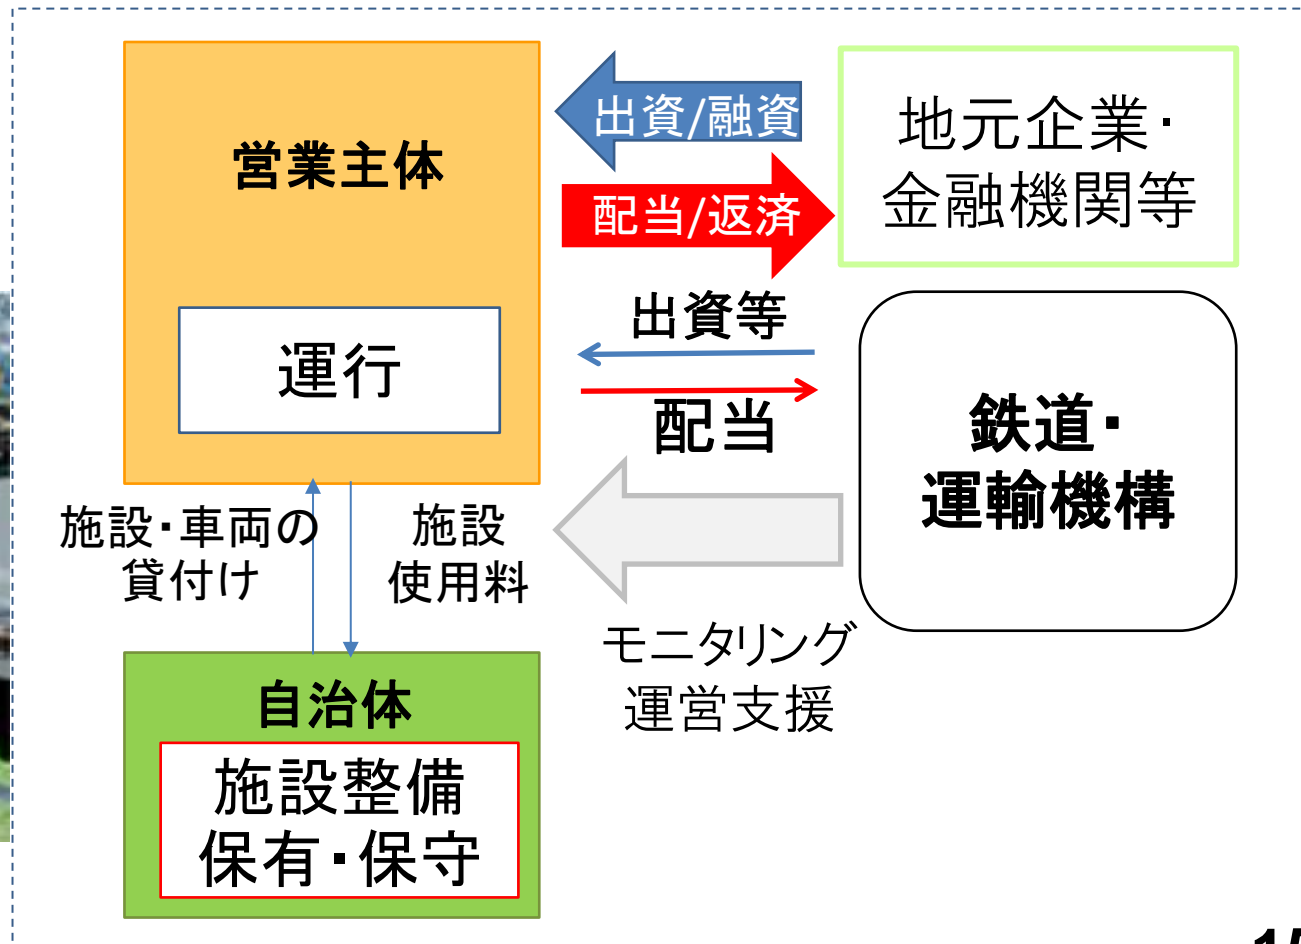 営業主体
運行
出資/融資
配当/返済
地元企業・
金融機関等
出資等
配当
鉄道・
運輸機構
施設・車両の
貸付け
施設
使用料
モニタリング
運営支援
自治体
施設整備
保有・保守